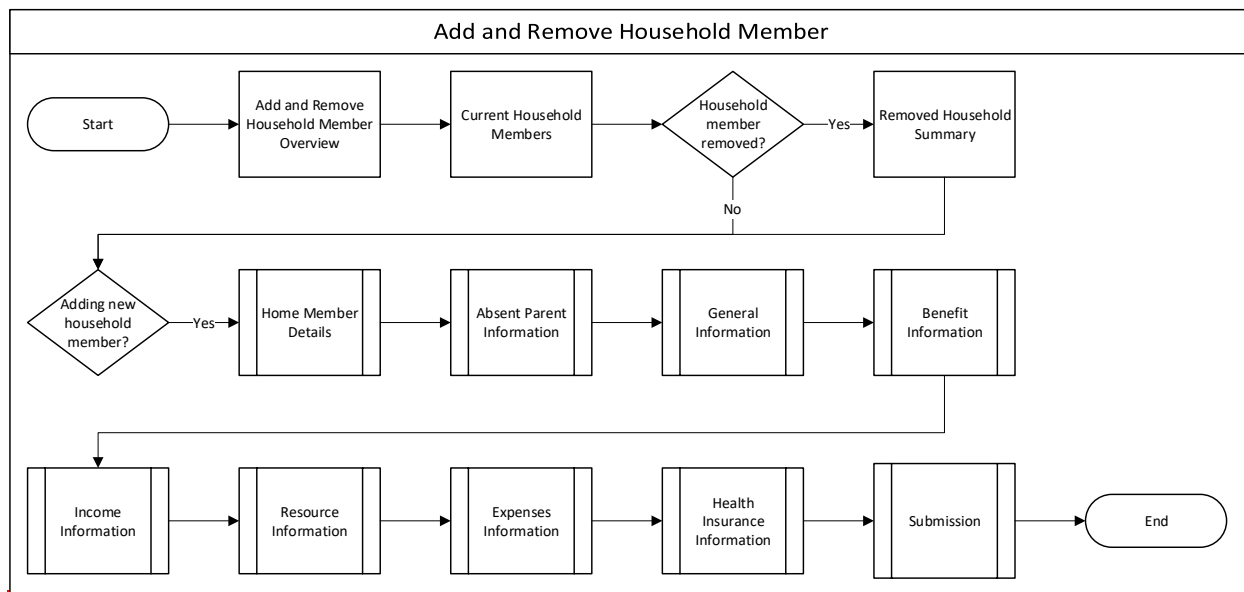 Add and Remove Household Member
Start
Add and Remove
Household Member
Overview
Current Household
Members
Household
member
removed?
Yes
Removed Household
Summary
No
Adding new
household
member?
Yes
Home Member
Details
Absent Parent
Information
General
Information
Benefit
Information
Income
Information
Resource
Information
Expenses
Information
Health
Insurance
Information
Submission
End